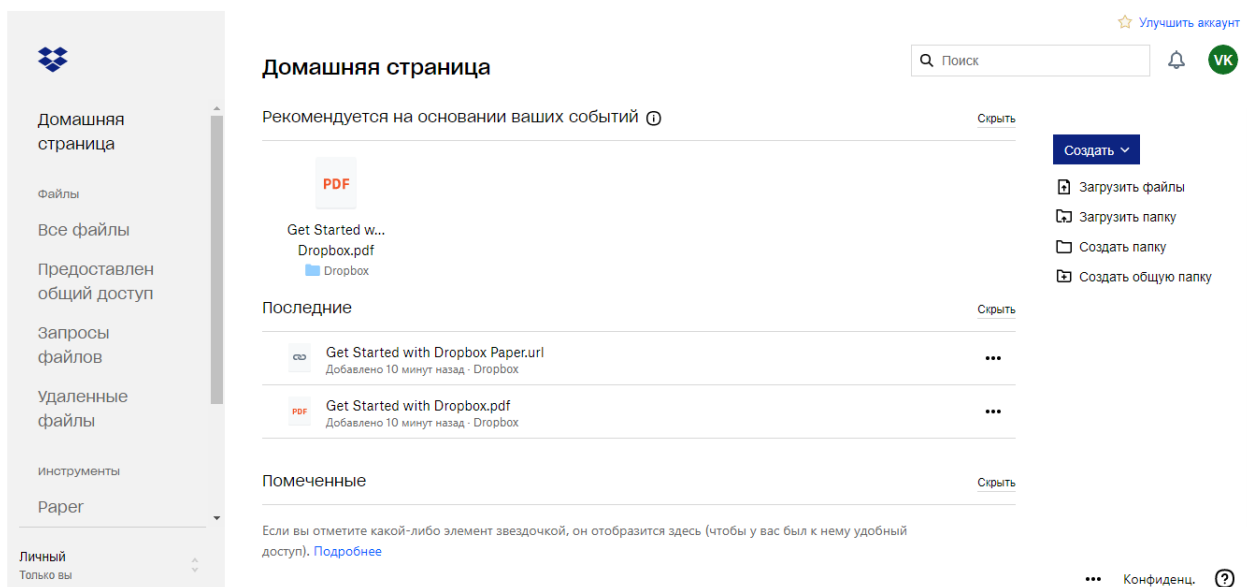 Улучшить аккаунт
Домашняя страница
Поиск
VK
Домашняя
страница
Файлы
Все файлы
Предоставлен
общий доступ
Запросы
файлов
Удаленные
файлы
Инструменты
Paper
Личный
Только вы
Рекомендуется на основании ваших событий
Скрыть
PDF
Get Started w...
Dropbox.pdf
Dropbox
Последние
Скрыть
Get Started with Dropbox Paper.url
Добавлено 10 минут назад · Dropbox
PDF
Get Started with Dropbox.pdf
Добавлено 10 минут назад · Dropbox
Помеченные
Скрыть
Если вы отметите какой-либо элемент звездочкой, он отобразится здесь (чтобы у вас был к нему удобный
доступ). Подробнее
Создать
Загрузить файлы
Загрузить папку
Создать папку
Создать общую папку
Конфиденц.